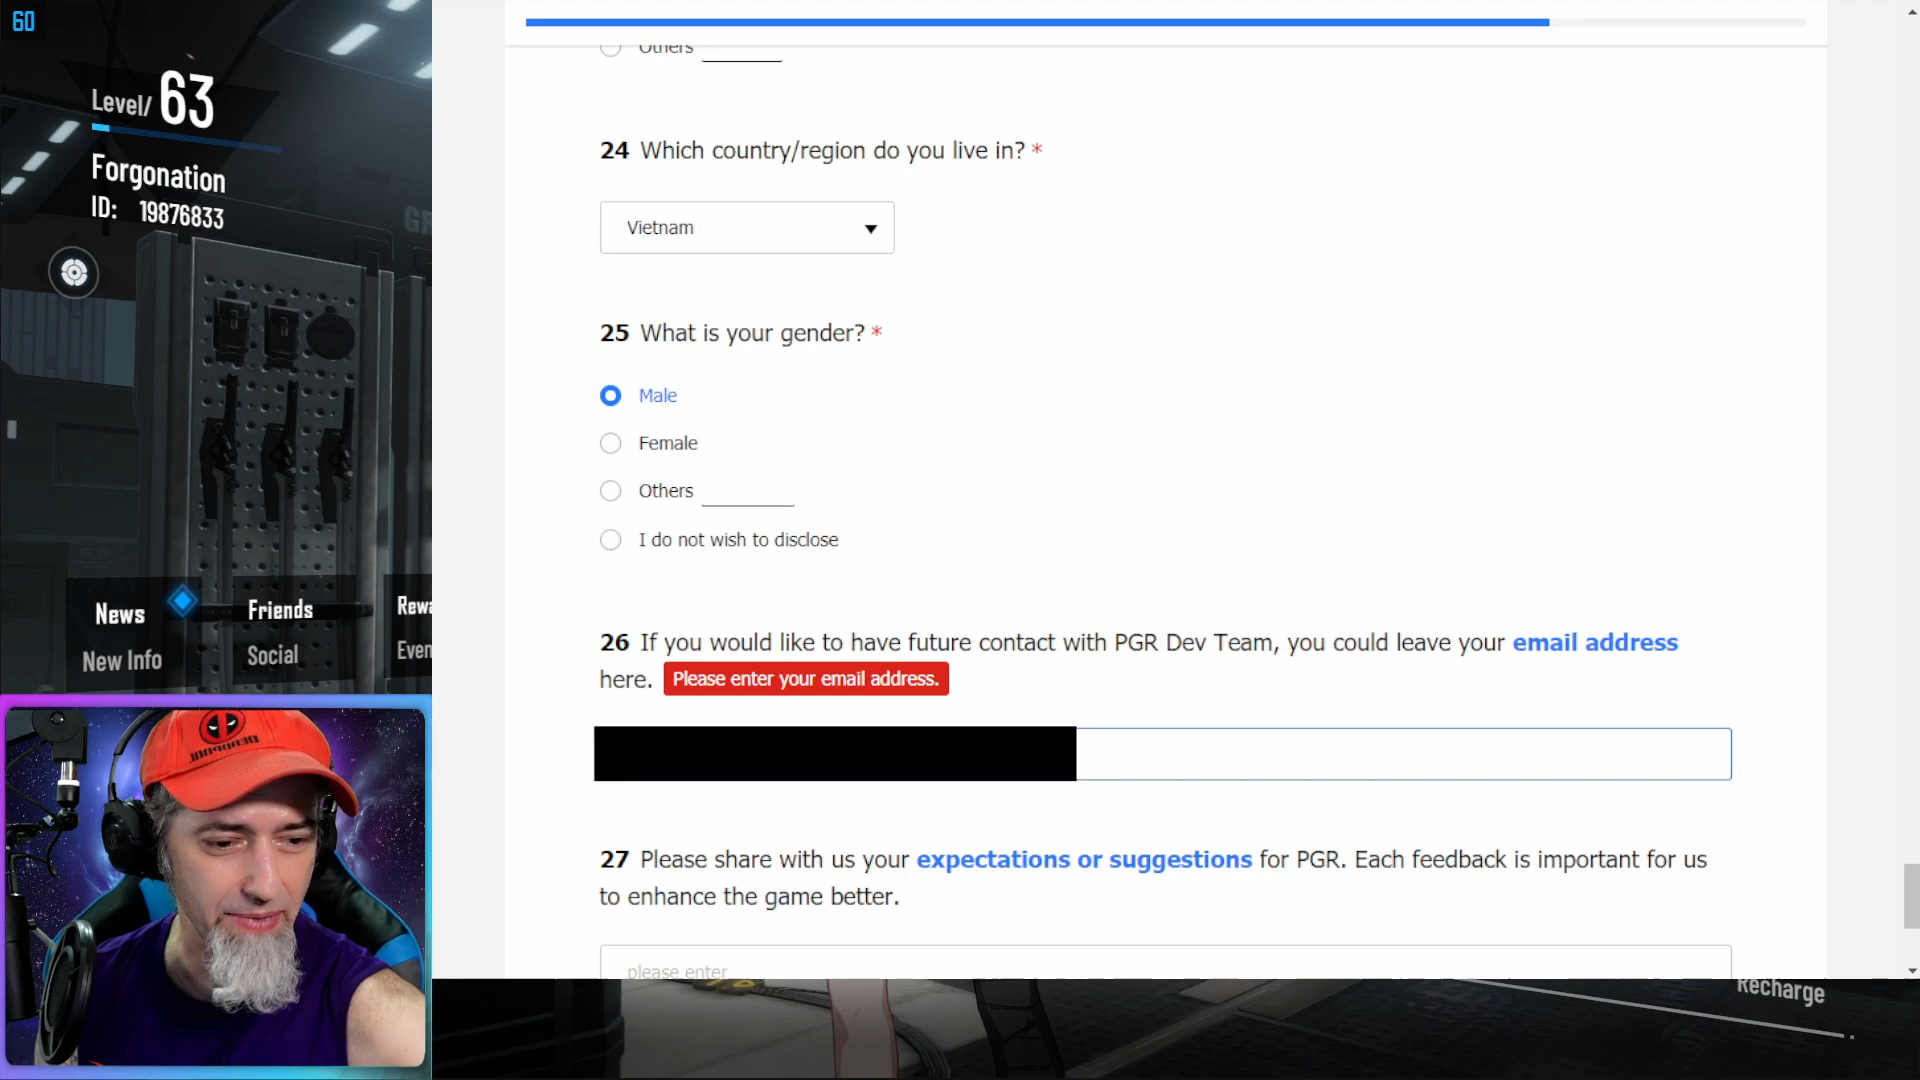 60
Level/ 63
Forgonation
ID: 19876833
News
New Info
Friends
Social
Others
24 Which country/region do you live in? *
Vietnam
25 What is your gender? *
Male
Female
Others
I do not wish to disclose
26 If you would like to have future contact with PGR Dev Team, you could leave your email address
here. Please enter your email address.
27 Please share with us your expectations or suggestions for PGR. Each feedback is important for us
to enhance the game better.
please enter
Recharge
DEADPOOL